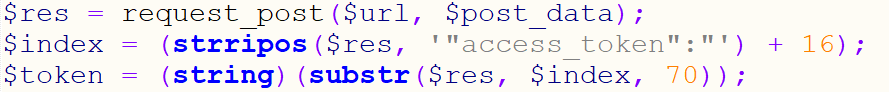 $res = request_post($url, $post_data);
$index = (strripos($res, '"access_token":"') + 16);
$token = (string)(substr($res, $index, 70));